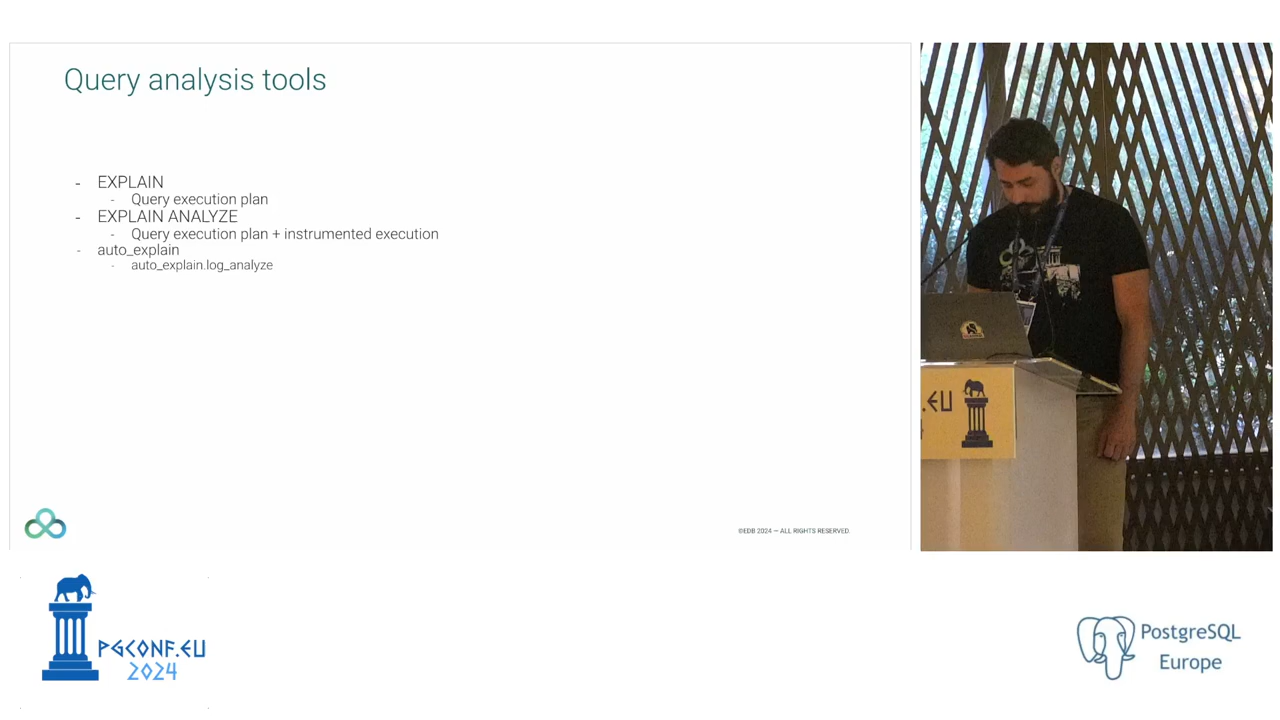 Query analysis tools
- EXPLAIN
- Query execution plan
- EXPLAIN ANALYZE
- Query execution plan + instrumented execution
- auto_explain
- auto_explain.log_analyze
©EDB 2024 — ALL RIGHTS RESERVED.
.EU
PGCONF.EU
2024
PostgreSQL
Europe